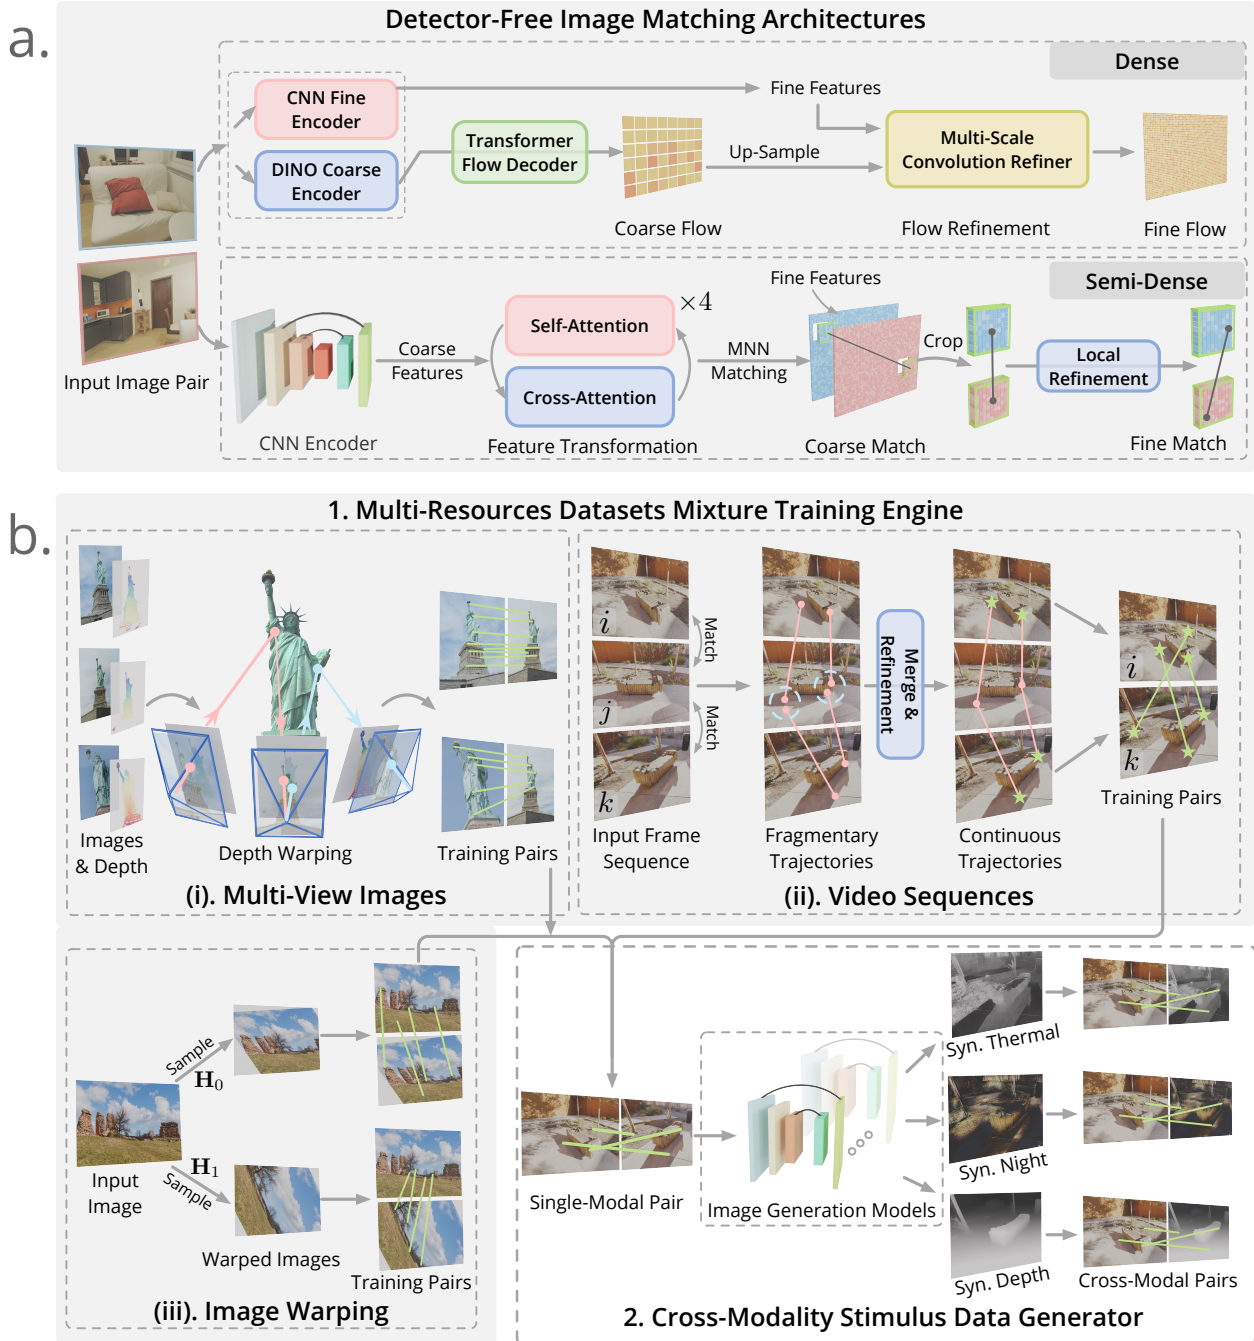 a.
Detector-Free Image Matching Architectures
Dense
CNN Fine
Encoder
DINO Coarse
Encoder
Transformer
Flow Decoder
Fine Features
Up-Sample
Multi-Scale
Convolution Refiner
Coarse Flow
Flow Refinement
Fine Flow
Input Image Pair
Semi-Dense
CNN Encoder
Coarse
Features
Self-Attention
Cross-Attention
×4
Feature Transformation
MNN
Matching
Fine Features
Coarse Match
Crop
Local
Refinement
Fine Match
b.
1. Multi-Resources Datasets Mixture Training Engine
Images
& Depth
Depth Warping
Training Pairs
(i). Multi-View Images
i
j
k
Match
Match
Input Frame
Sequence
Fragmentary
Trajectories
Merge &
Refinement
Continuous
Trajectories
i
k
Training Pairs
(ii). Video Sequences
Input
Image
Sample
H0
H1
Sample
Warped Images
Training Pairs
(iii). Image Warping
Single-Modal Pair
Image Generation Models
Syn. Thermal
Syn. Night
Syn. Depth
Cross-Modal Pairs
2. Cross-Modality Stimulus Data Generator